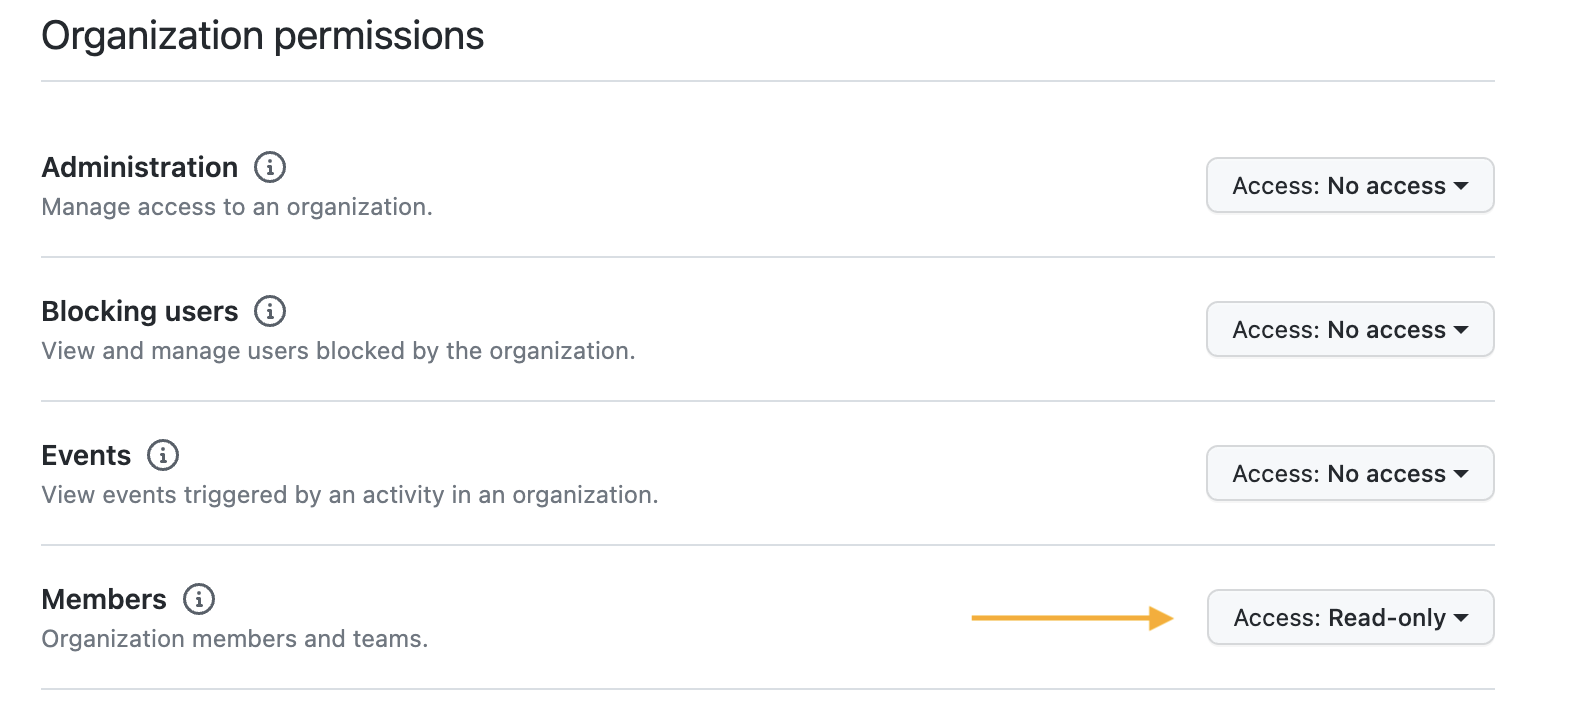 Organization permissions
Administration
Manage access to an organization.
Access: No access
Blocking users
View and manage users blocked by the organization.
Access: No access
Events
View events triggered by an activity in an organization.
Access: No access
Members
Organization members and teams.
Access: Read-only